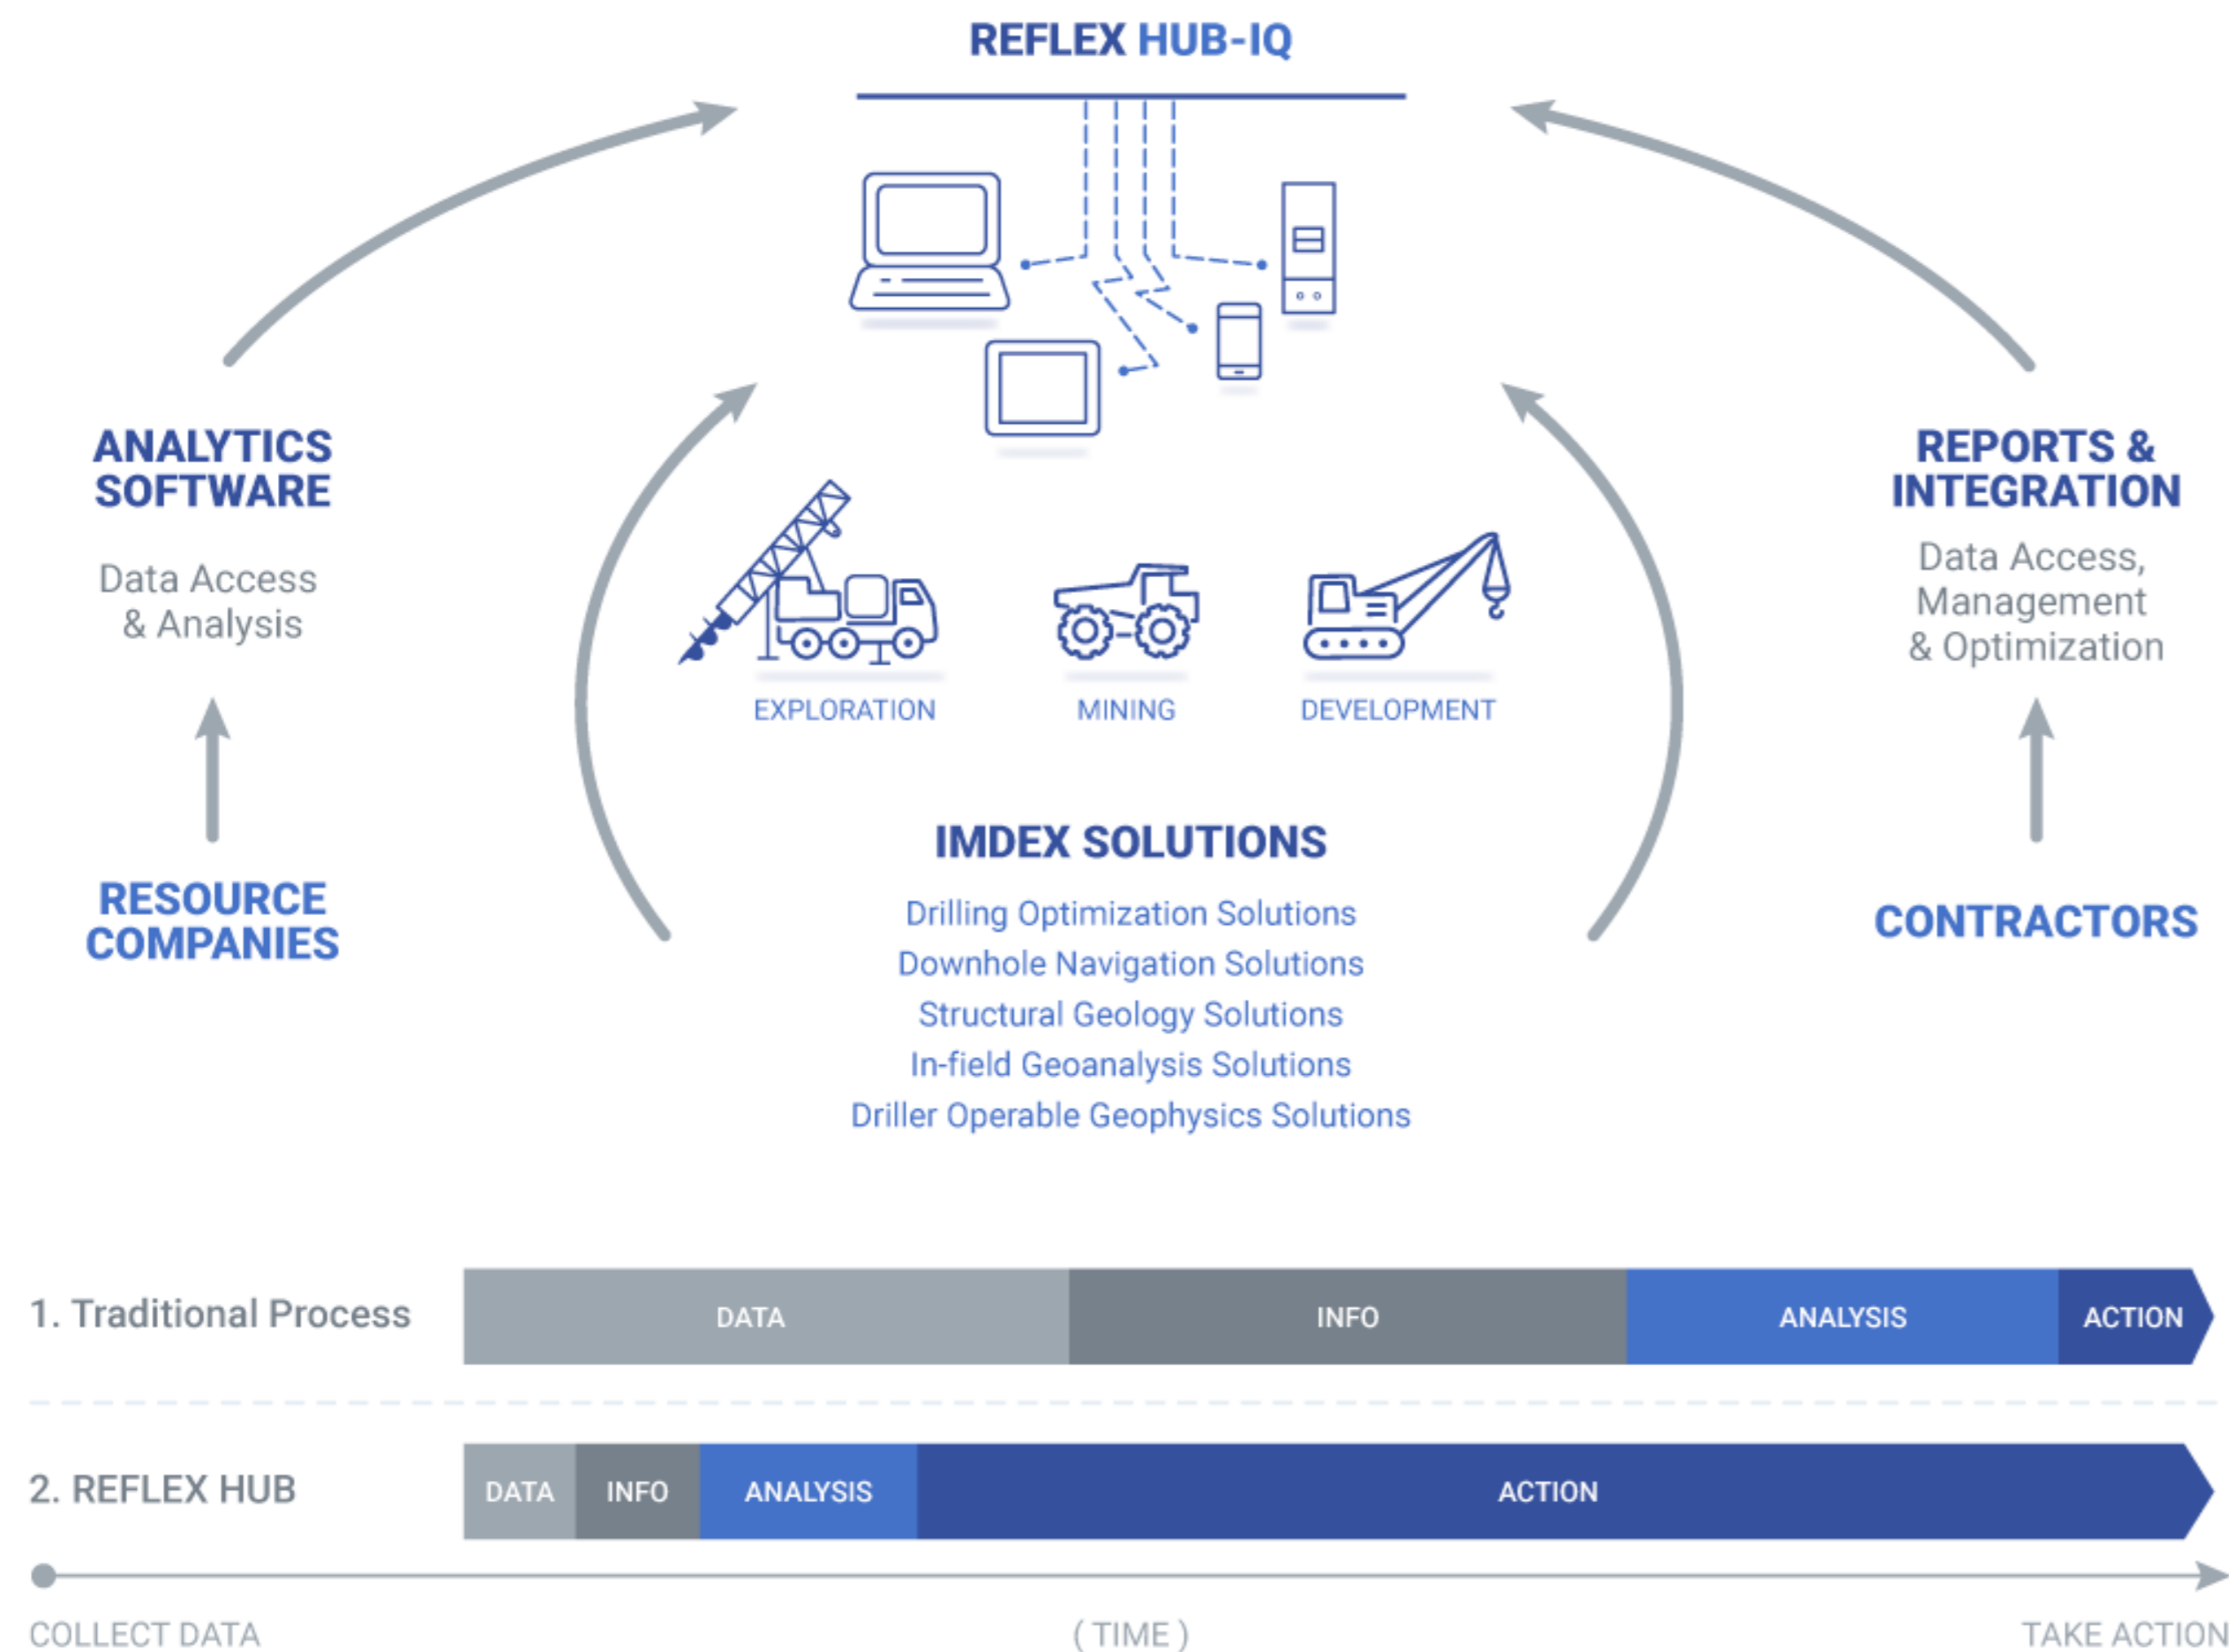 REFLEX HUB-IQ
ANALYTICS
SOFTWARE
Data Access
& Analysis
RESOURCE
COMPANIES
EXPLORATION
MINING
DEVELOPMENT
IMDEX SOLUTIONS
Drilling Optimization Solutions
Downhole Navigation Solutions
Structural Geology Solutions
In-field Geoanalysis Solutions
Driller Operable Geophysics Solutions
REPORTS &
INTEGRATION
Data Access,
Management
& Optimization
CONTRACTORS
1. Traditional Process
DATA
INFO
ANALYSIS
ACTION
2. REFLEX HUB
DATA
INFO
ANALYSIS
ACTION
COLLECT DATA
( TIME )
TAKE ACTION